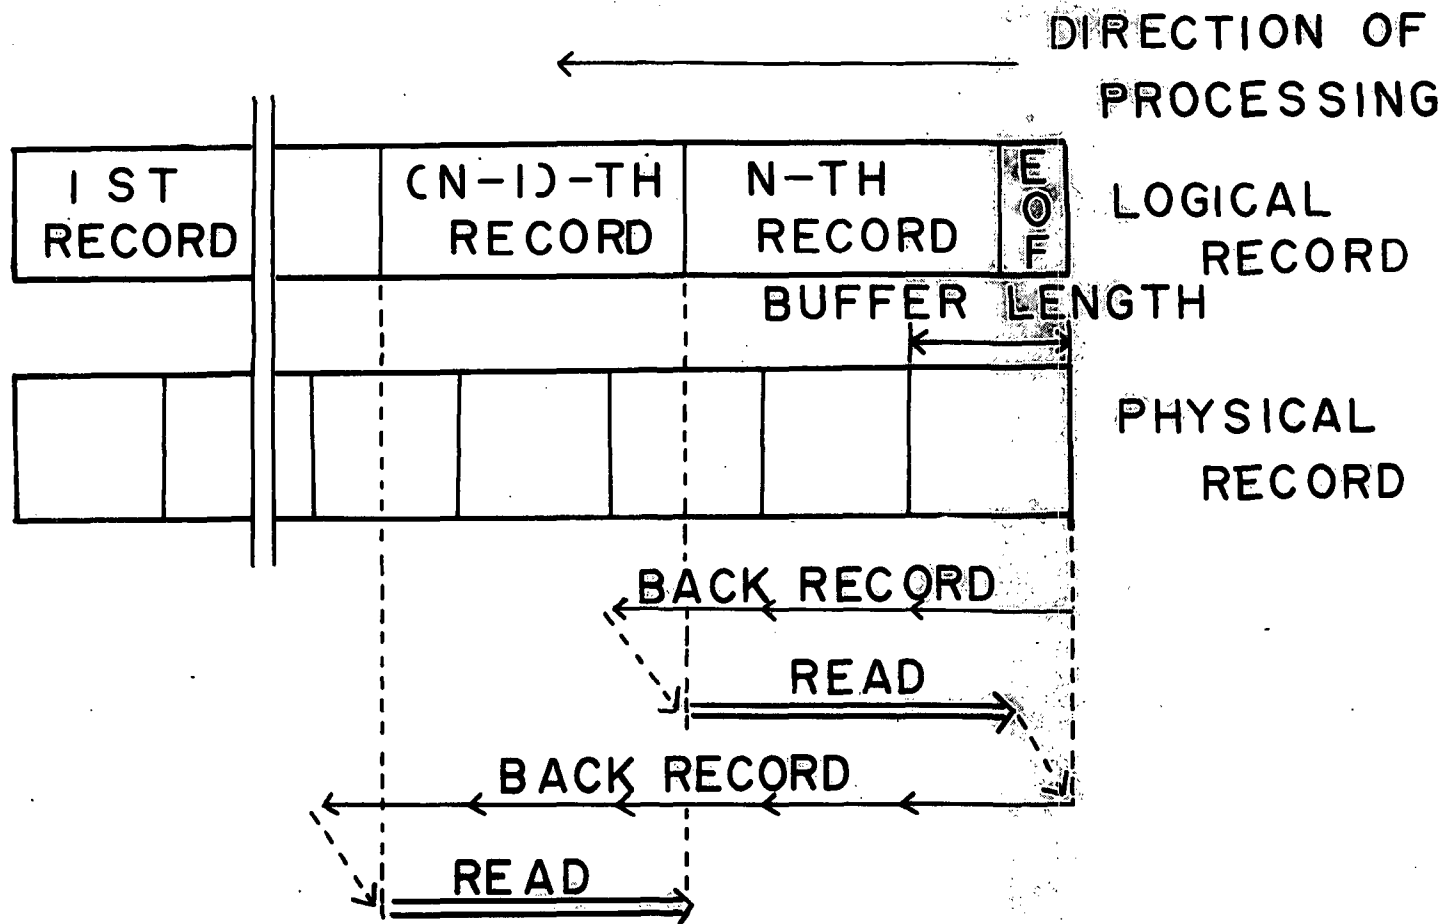 DIRECTION OF
PROCESSING
1 ST
RECORD
(N-1)-TH
RECORD
N-TH
RECORD
EOF
LOGICAL
RECORD
BUFFER LENGTH
PHYSICAL
RECORD
BACK RECORD
READ
BACK RECORD
READ